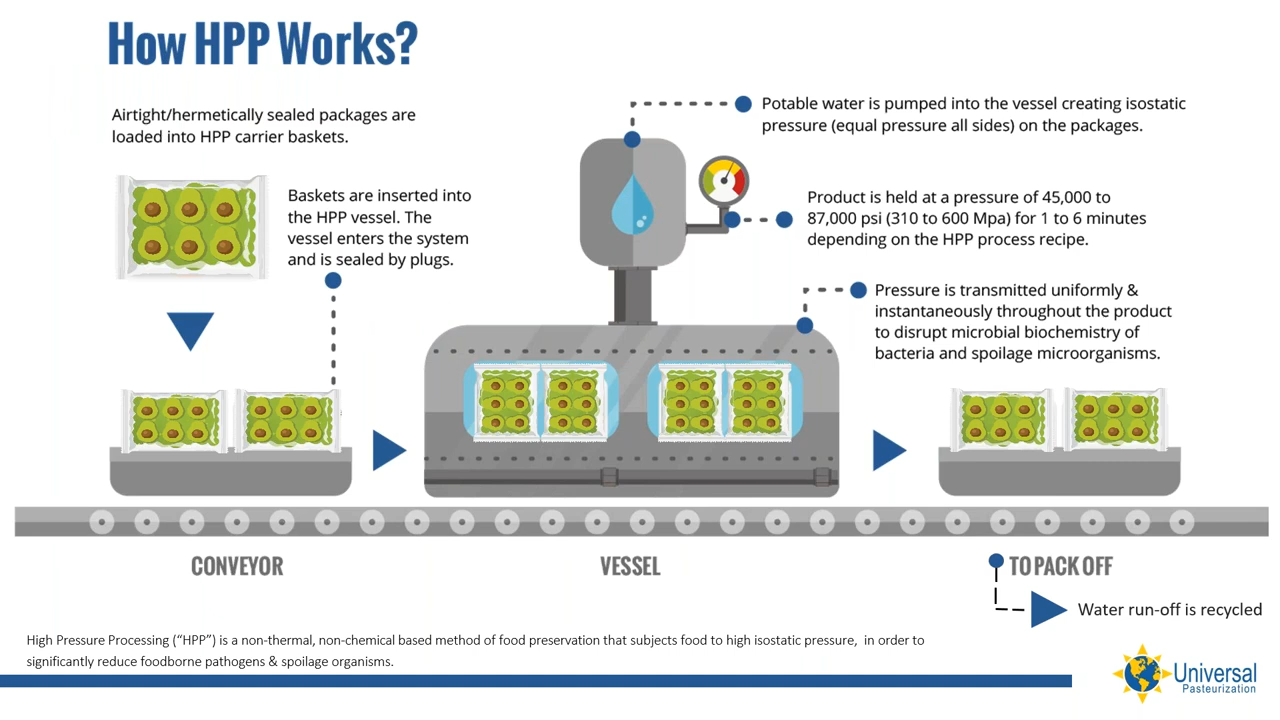 How HPP Works?
Airtight/hermetically sealed packages are
loaded into HPP carrier baskets.
Baskets are inserted into
the HPP vessel. The
vessel enters the system
and is sealed by plugs.
Potable water is pumped into the vessel creating isostatic
pressure (equal pressure all sides) on the packages.
Product is held at a pressure of 45,000 to
87,000 psi (310 to 600 Mpa) for 1 to 6 minutes
depending on the HPP process recipe.
Pressure is transmitted uniformly &
instantaneously throughout the product
to disrupt microbial biochemistry of
bacteria and spoilage microorganisms.
CONVEYOR
VESSEL
TO PACK OFF
Water run-off is recycled
High Pressure Processing (“HPP”) is a non-thermal, non-chemical based method of food preservation that subjects food to high isostatic pressure, in order to
significantly reduce foodborne pathogens & spoilage organisms.
Universal
Pasteurization